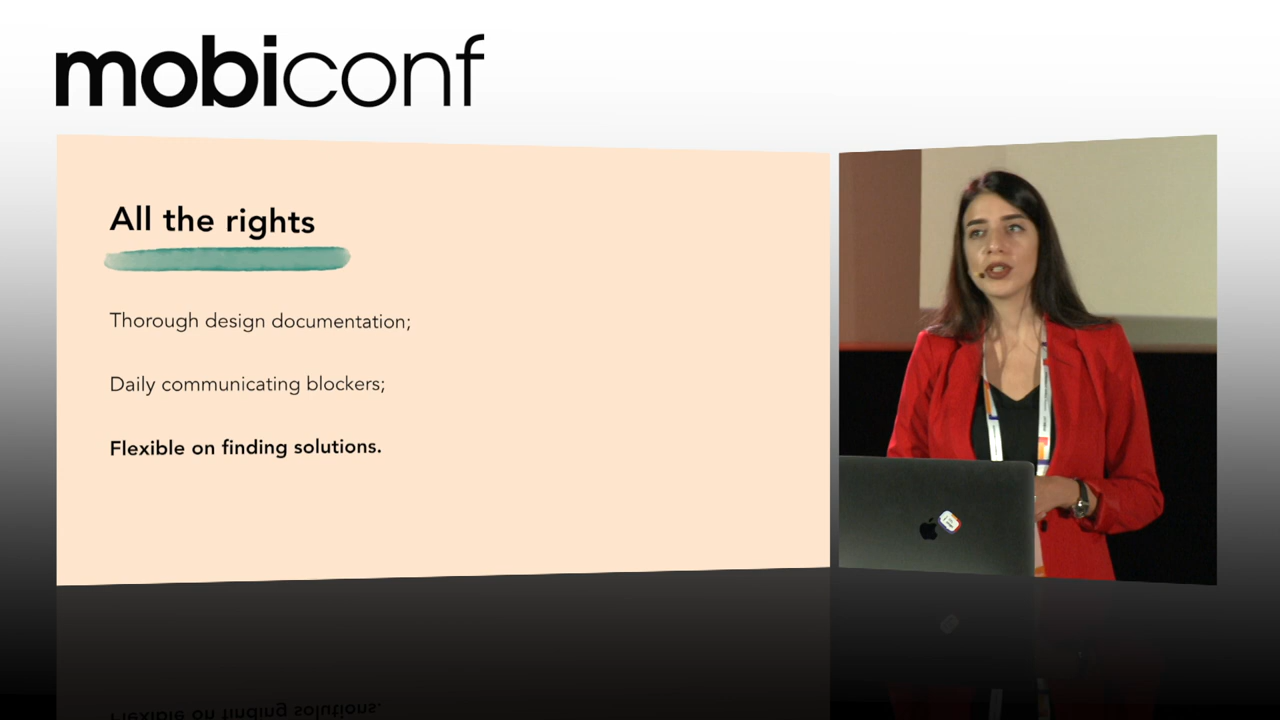 mobiconf
All the rights
Thorough design documentation;
Daily communicating blockers;
Flexible on finding solutions.